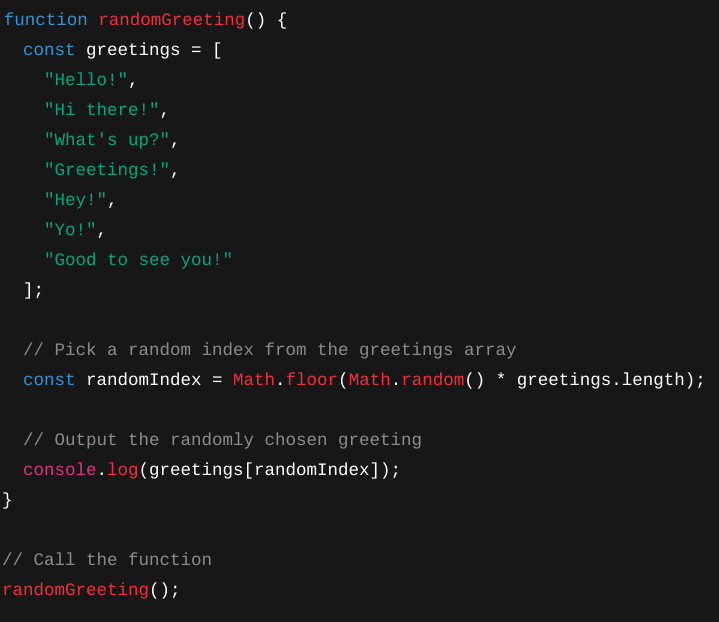 function randomGreeting() {
  const greetings = [
    "Hello!",
    "Hi there!",
    "What's up?",
    "Greetings!",
    "Hey!",
    "Yo!",
    "Good to see you!"
  ];

  // Pick a random index from the greetings array
  const randomIndex = Math.floor(Math.random() * greetings.length);

  // Output the randomly chosen greeting
  console.log(greetings[randomIndex]);
}

// Call the function
randomGreeting();